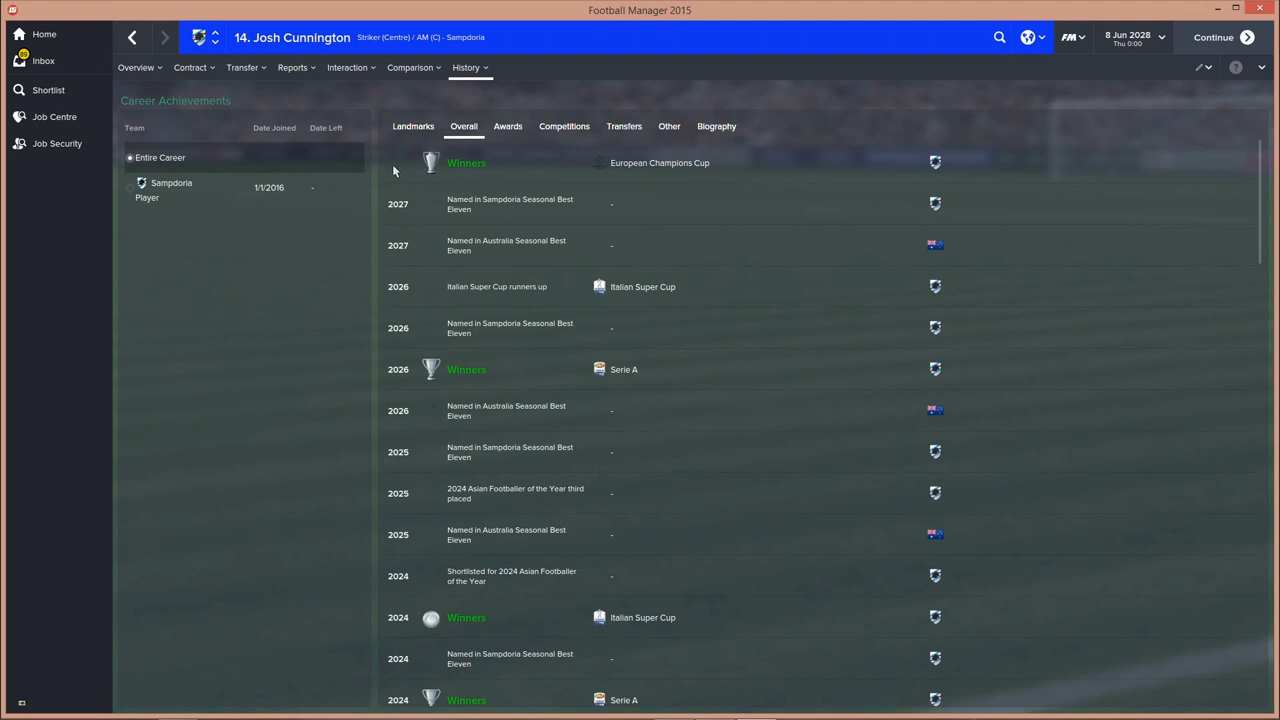 Football Manager 2015
Home
14. Josh Cunnington Striker (Centre) / AM (C) - Sampdoria
FM
8 Jun 2028
Thu 0:00
Continue
89
Inbox
Overview Contract Transfer Reports Interaction Comparison History
?
Shortlist
Job Centre
Job Security
Career Achievements
Team Date Joined Date Left
Entire Career
Sampdoria
Player
1/1/2016 -
Landmarks Overall Awards Competitions Transfers Other Biography
Winners European Champions Cup
2027 Named in Sampdoria Seasonal Best
Eleven
-
2027 Named in Australia Seasonal Best
Eleven
-
2026 Italian Super Cup runners up Italian Super Cup
2026 Named in Sampdoria Seasonal Best
Eleven
-
2026 Winners Serie A
2026 Named in Australia Seasonal Best
Eleven
-
2025 Named in Sampdoria Seasonal Best
Eleven
-
2025 2024 Asian Footballer of the Year third
placed
-
2025 Named in Australia Seasonal Best
Eleven
-
2024 Shortlisted for 2024 Asian Footballer
of the Year
-
2024 Winners Italian Super Cup
2024 Named in Sampdoria Seasonal Best
Eleven
-
2024 Winners Serie A